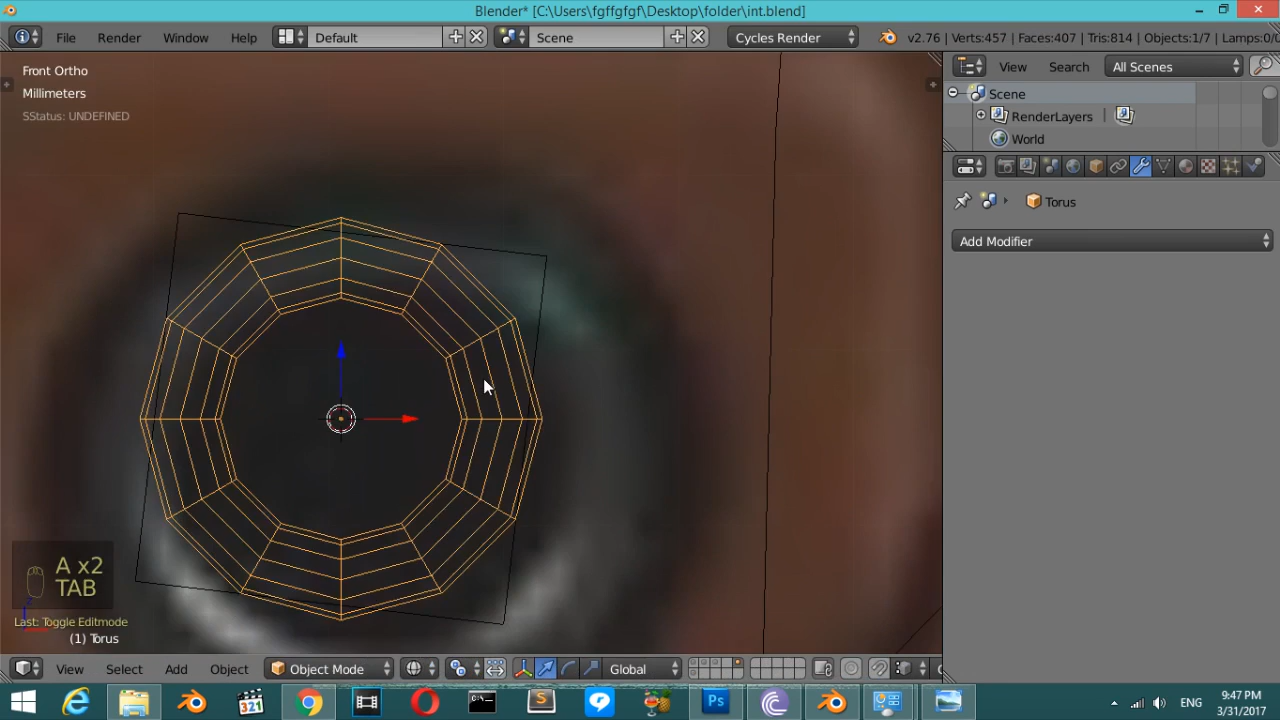 Blender* [C:\Users\fgffgfgf\Desktop\folder\int.blend]
File Render Window Help Default Scene Cycles Render v2.76 | Verts:457 | Faces:407 | Tris:814 | Objects:1/7 | Lamps:0/
Front Ortho
Millimeters
SStatus: UNDEFINED
View Search All Scenes
Scene
RenderLayers |
World
Torus
Add Modifier
A x2
TAB
Last: Toggle Editmode
(1) Torus
View Select Add Object Object Mode Global
ENG
9:47 PM
3/31/2017